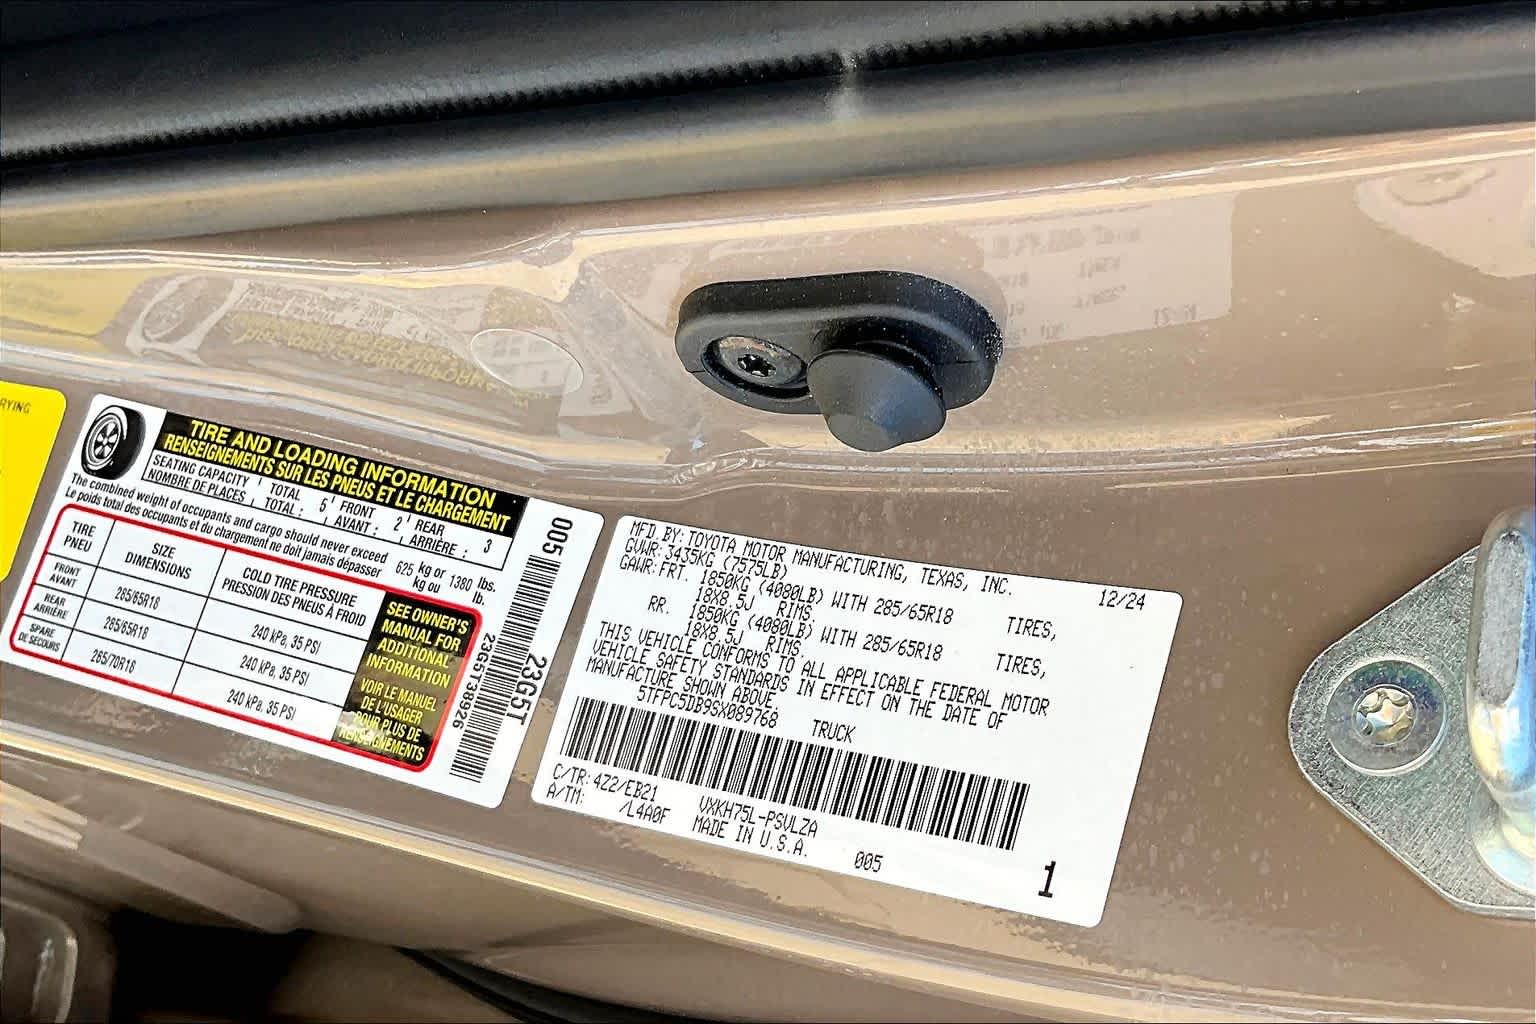 RYING
TIRE AND LOADING INFORMATION
RENSEIGNEMENTS SUR LES PNEUS ET LE CHARGEMENT
SEATING CAPACITY TOTAL 5 FRONT 2 REAR 3
NOMBRE DE PLACES TOTAL : AVANT : ARRIÈRE :
The combined weight of occupants and cargo should never exceed 625 kg or 1380 lbs.
Le poids total des occupants et du chargement ne doit jamais dépasser kg ou lb.
TIRE SIZE COLD TIRE PRESSURE
PNEU DIMENSIONS PRESSION DES PNEUS À FROID
FRONT
AVANT 285/65R18 240 kPa, 35 PSI
REAR
ARRIÈRE 285/65R18 240 kPa, 35 PSI
SPARE
DE SECOURS 265/70R18 240 kPa, 35 PSI
SEE OWNER'S
MANUAL FOR
ADDITIONAL
INFORMATION
VOIR LE MANUEL
DE L'USAGER
POUR PLUS DE
RENSEIGNEMENTS
005
23G5T
23G5T38926
MFD. BY: TOYOTA MOTOR MANUFACTURING, TEXAS, INC. 12/24
GVWR: 3435KG (7575LB)
GAWR: FRT. 1850KG (4080LB) WITH 285/65R18 TIRES,
18X8.5J RIMS,
RR. 1850KG (4080LB) WITH 285/65R18 TIRES,
18X8.5J RIMS,
THIS VEHICLE CONFORMS TO ALL APPLICABLE FEDERAL MOTOR
VEHICLE SAFETY STANDARDS IN EFFECT ON THE DATE OF
MANUFACTURE SHOWN ABOVE
5TFPC5DB9SX089768 TRUCK
C/TR: 4Z2/EB21 VXKH75L-PSVLZA
A/TM: /L4A0F MADE IN U.S.A. 005
1